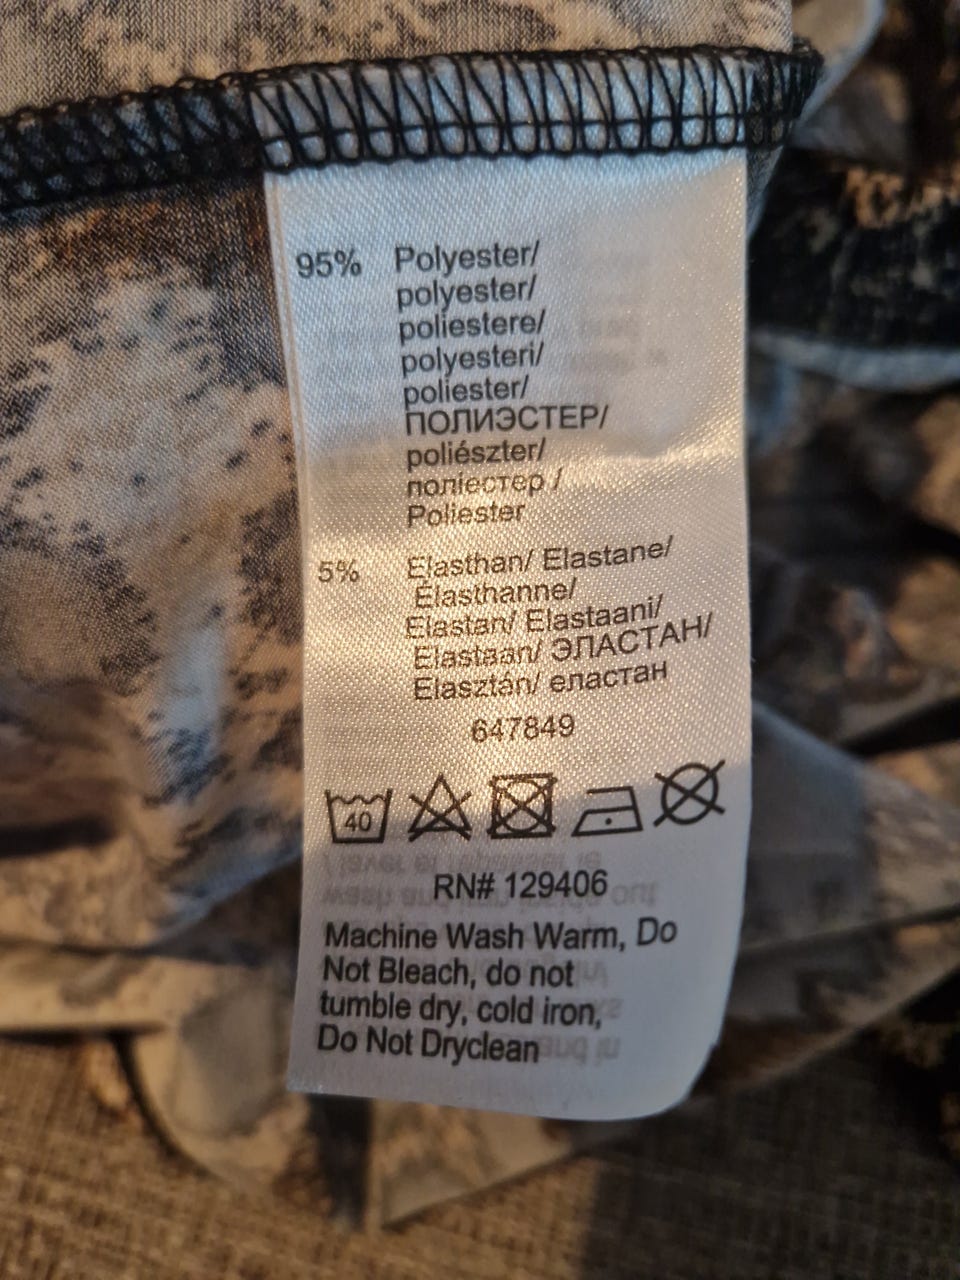 95% Polyester/
polyester/
poliestere/
polyesteri/
poliester/
ПОЛИЭСТЕР/
poliészter/
поліестер /
Poliester
5% Elasthan/ Elastane/
Élasthanne/
Elastan/ Elastaani/
Elastaan/ ЭЛАСТАН/
Elasztán/ еластан
647849
40
RN# 129406
Machine Wash Warm, Do
Not Bleach, do not
tumble dry, cold iron,
Do Not Dryclean